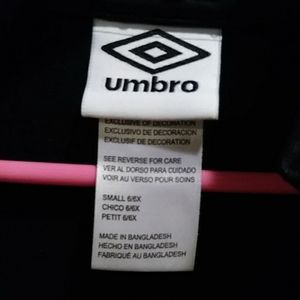 umbro
EXCLUSIVE OF DECORATION
EXCLUSIVO DE DECORACION
EXCLUSIF DE DECORATION
SEE REVERSE FOR CARE
VER AL DORSO PARA CUIDADO
VOIR AU VERSO POUR SOINS
SMALL 6/6X
CHICO 6/6X
PETIT 6/6X
MADE IN BANGLADESH
HECHO EN BANGLADESH
FABRIQUÉ AU BANGLADESH